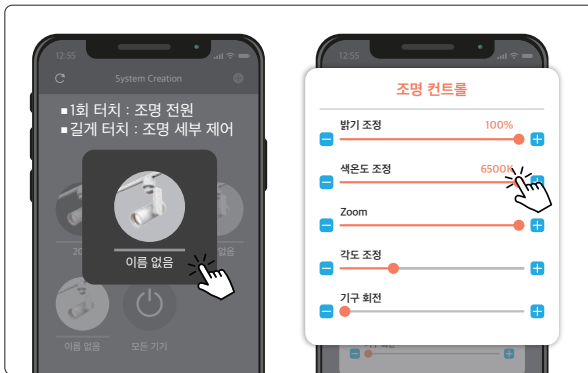 12:55
System Creation
▪1회 터치 : 조명 전원
▪길게 터치 : 조명 세부 제어
이름 없음
없음
이름 없음
모든 기기
12:55
조명 컨트롤
밝기 조정 100%
색온도 조정 6500K
Zoom
각도 조정
기구 회전